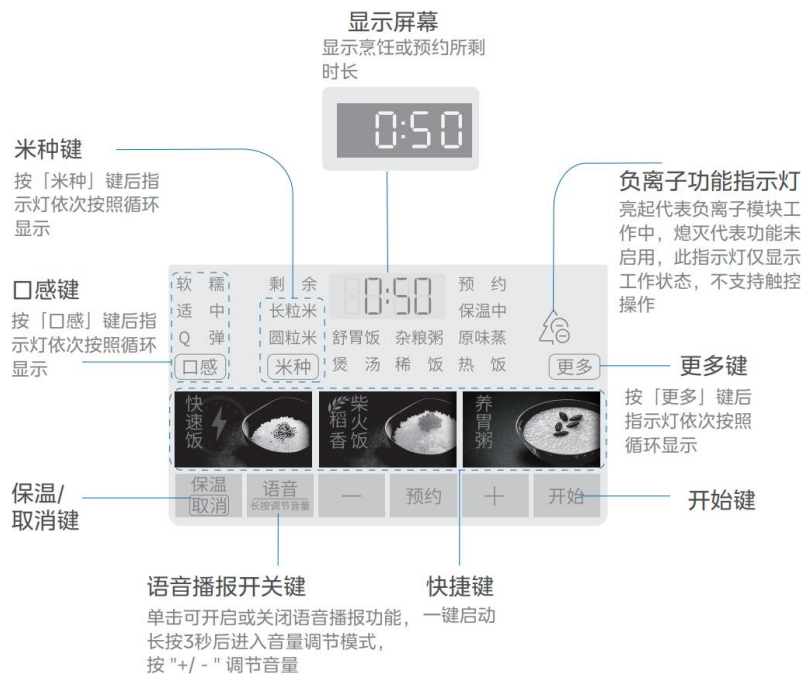 显示屏幕
显示烹饪或预约所剩
时长
0:50
米种键
按「米种」键后指
示灯依次按照循环
显示
负离子功能指示灯
亮起代表负离子模块工
作中，熄灭代表功能未
启用，此指示灯仅显示
工作状态，不支持触控
操作
口感键
按「口感」键后指
示灯依次按照循环
显示
软 糯 剩 余 0:50 预 约
适 中 长粒米 保温中
Q 弹 圆粒米 舒胃饭 杂粮粥 原味蒸
口感 米种 煲 汤 稀 饭 热 饭 更多
更多键
按「更多」键后
指示灯依次按照
循环显示
快速饭
柴火饭
稻香
养胃粥
保温/
取消键
保温
取消
语音
长按调节音量
— 预约 + 开始
开始键
语音播报开关键
单击可开启或关闭语音播报功能，
长按3秒后进入音量调节模式，
按 "+/ - " 调节音量
快捷键
一键启动